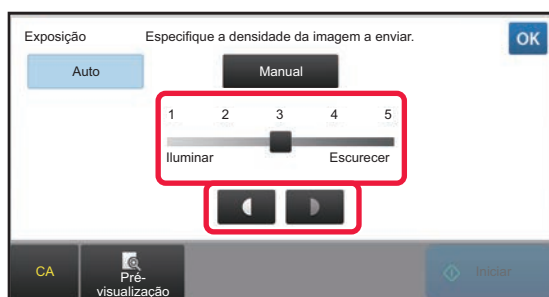 Exposição Especifique a densidade da imagem a enviar. OK
Auto Manual
1 2 3 4 5
Iluminar Escurecer
CA Pré-
visualização Iniciar